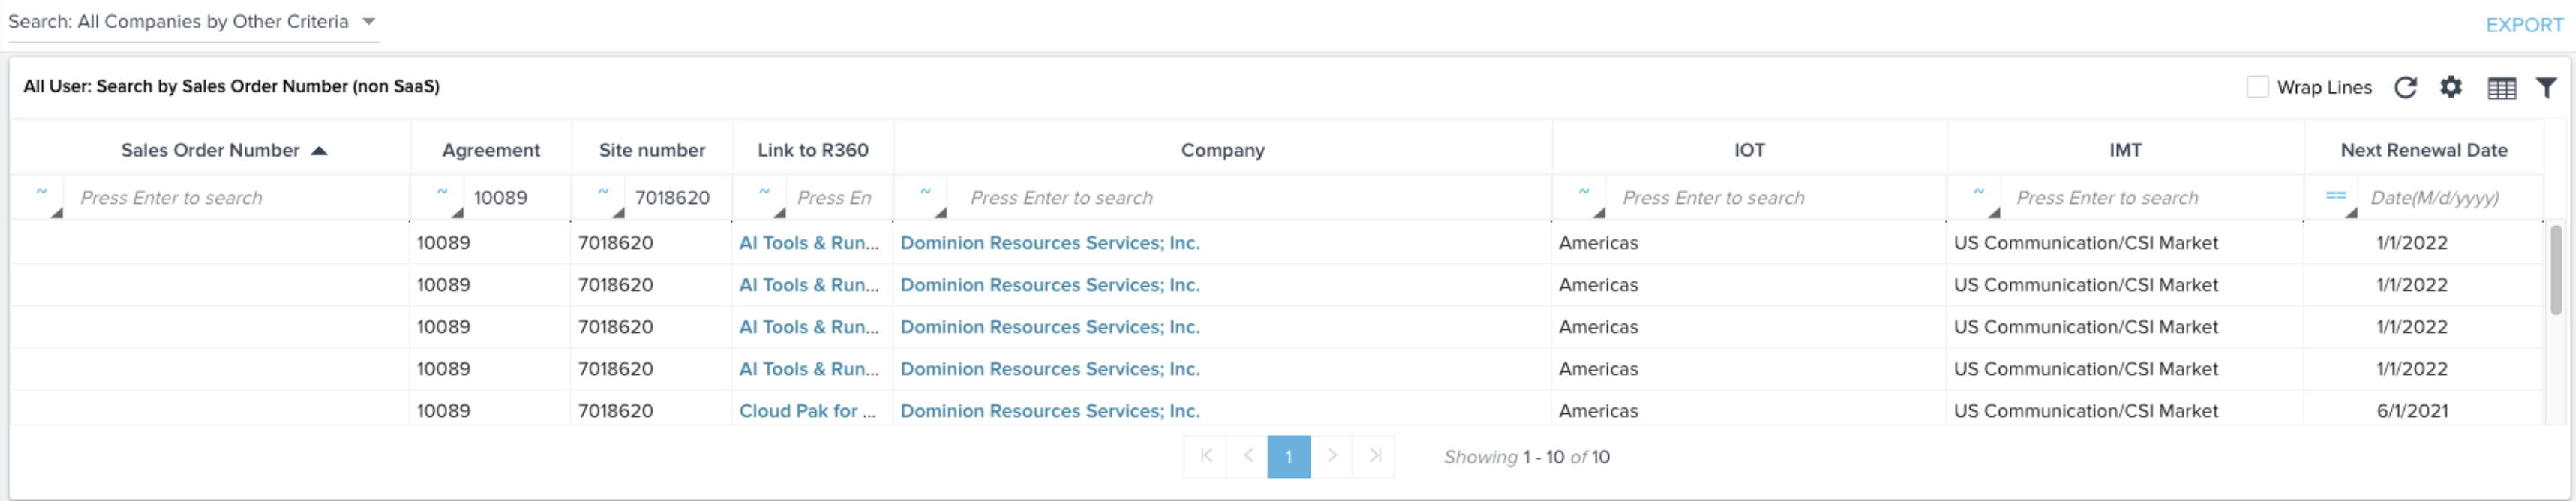 Search: All Companies by Other Criteria
EXPORT
All User: Search by Sales Order Number (non SaaS)
Wrap Lines
Sales Order Number Agreement Site number Link to R360 Company IOT IMT Next Renewal Date
~ Press Enter to search ~ 10089 ~ 7018620 ~ Press En ~ Press Enter to search ~ Press Enter to search ~ Press Enter to search == Date(M/d/yyyy)
10089 7018620 AI Tools & Run... Dominion Resources Services; Inc. Americas US Communication/CSI Market 1/1/2022
10089 7018620 AI Tools & Run... Dominion Resources Services; Inc. Americas US Communication/CSI Market 1/1/2022
10089 7018620 AI Tools & Run... Dominion Resources Services; Inc. Americas US Communication/CSI Market 1/1/2022
10089 7018620 AI Tools & Run... Dominion Resources Services; Inc. Americas US Communication/CSI Market 1/1/2022
10089 7018620 Cloud Pak for ... Dominion Resources Services; Inc. Americas US Communication/CSI Market 6/1/2021
1 Showing 1 - 10 of 10